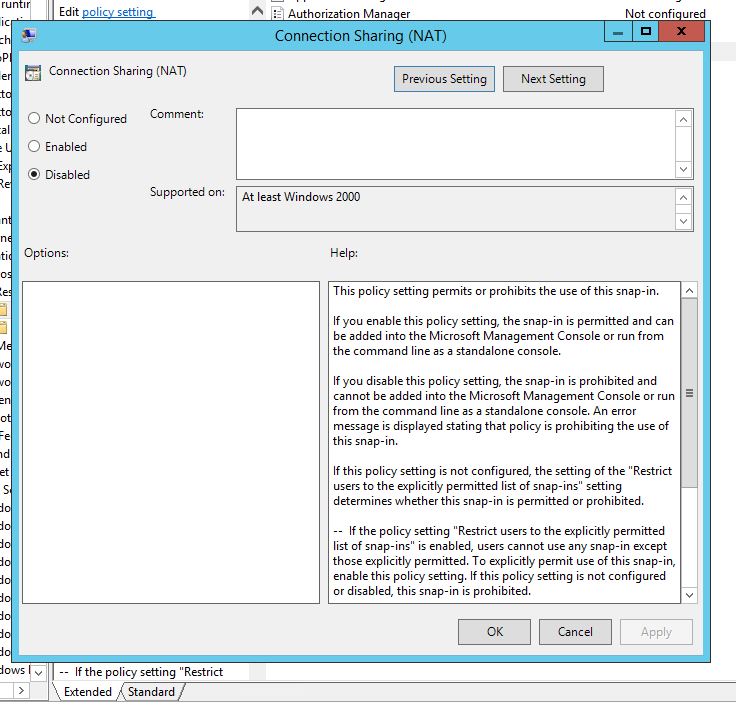 Edit policy setting
Authorization Manager
Not configured
Connection Sharing (NAT)
Connection Sharing (NAT)
Previous Setting
Next Setting
Not Configured
Enabled
Disabled
Comment:
Supported on:
At least Windows 2000
Options:
Help:
This policy setting permits or prohibits the use of this snap-in.
If you enable this policy setting, the snap-in is permitted and can
be added into the Microsoft Management Console or run from
the command line as a standalone console.
If you disable this policy setting, the snap-in is prohibited and
cannot be added into the Microsoft Management Console or run
from the command line as a standalone console. An error
message is displayed stating that policy is prohibiting the use of
this snap-in.
If this policy setting is not configured, the setting of the "Restrict
users to the explicitly permitted list of snap-ins" setting
determines whether this snap-in is permitted or prohibited.
-- If the policy setting "Restrict users to the explicitly permitted
list of snap-ins" is enabled, users cannot use any snap-in except
those explicitly permitted. To explicitly permit use of this snap-in,
enable this policy setting. If this policy setting is not configured
or disabled, this snap-in is prohibited.
OK
Cancel
Apply
-- If the policy setting "Restrict
Extended
Standard